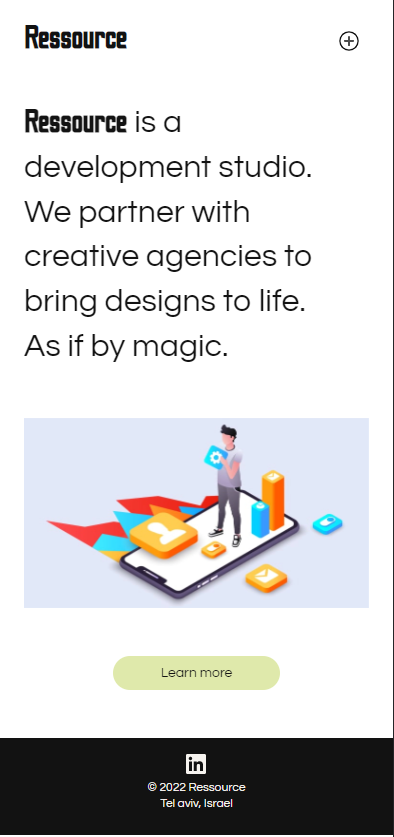 Ressource
Ressource is a
development studio.
We partner with
creative agencies to
bring designs to life.
As if by magic.
Learn more
in
© 2022 Ressource
Tel aviv, Israel